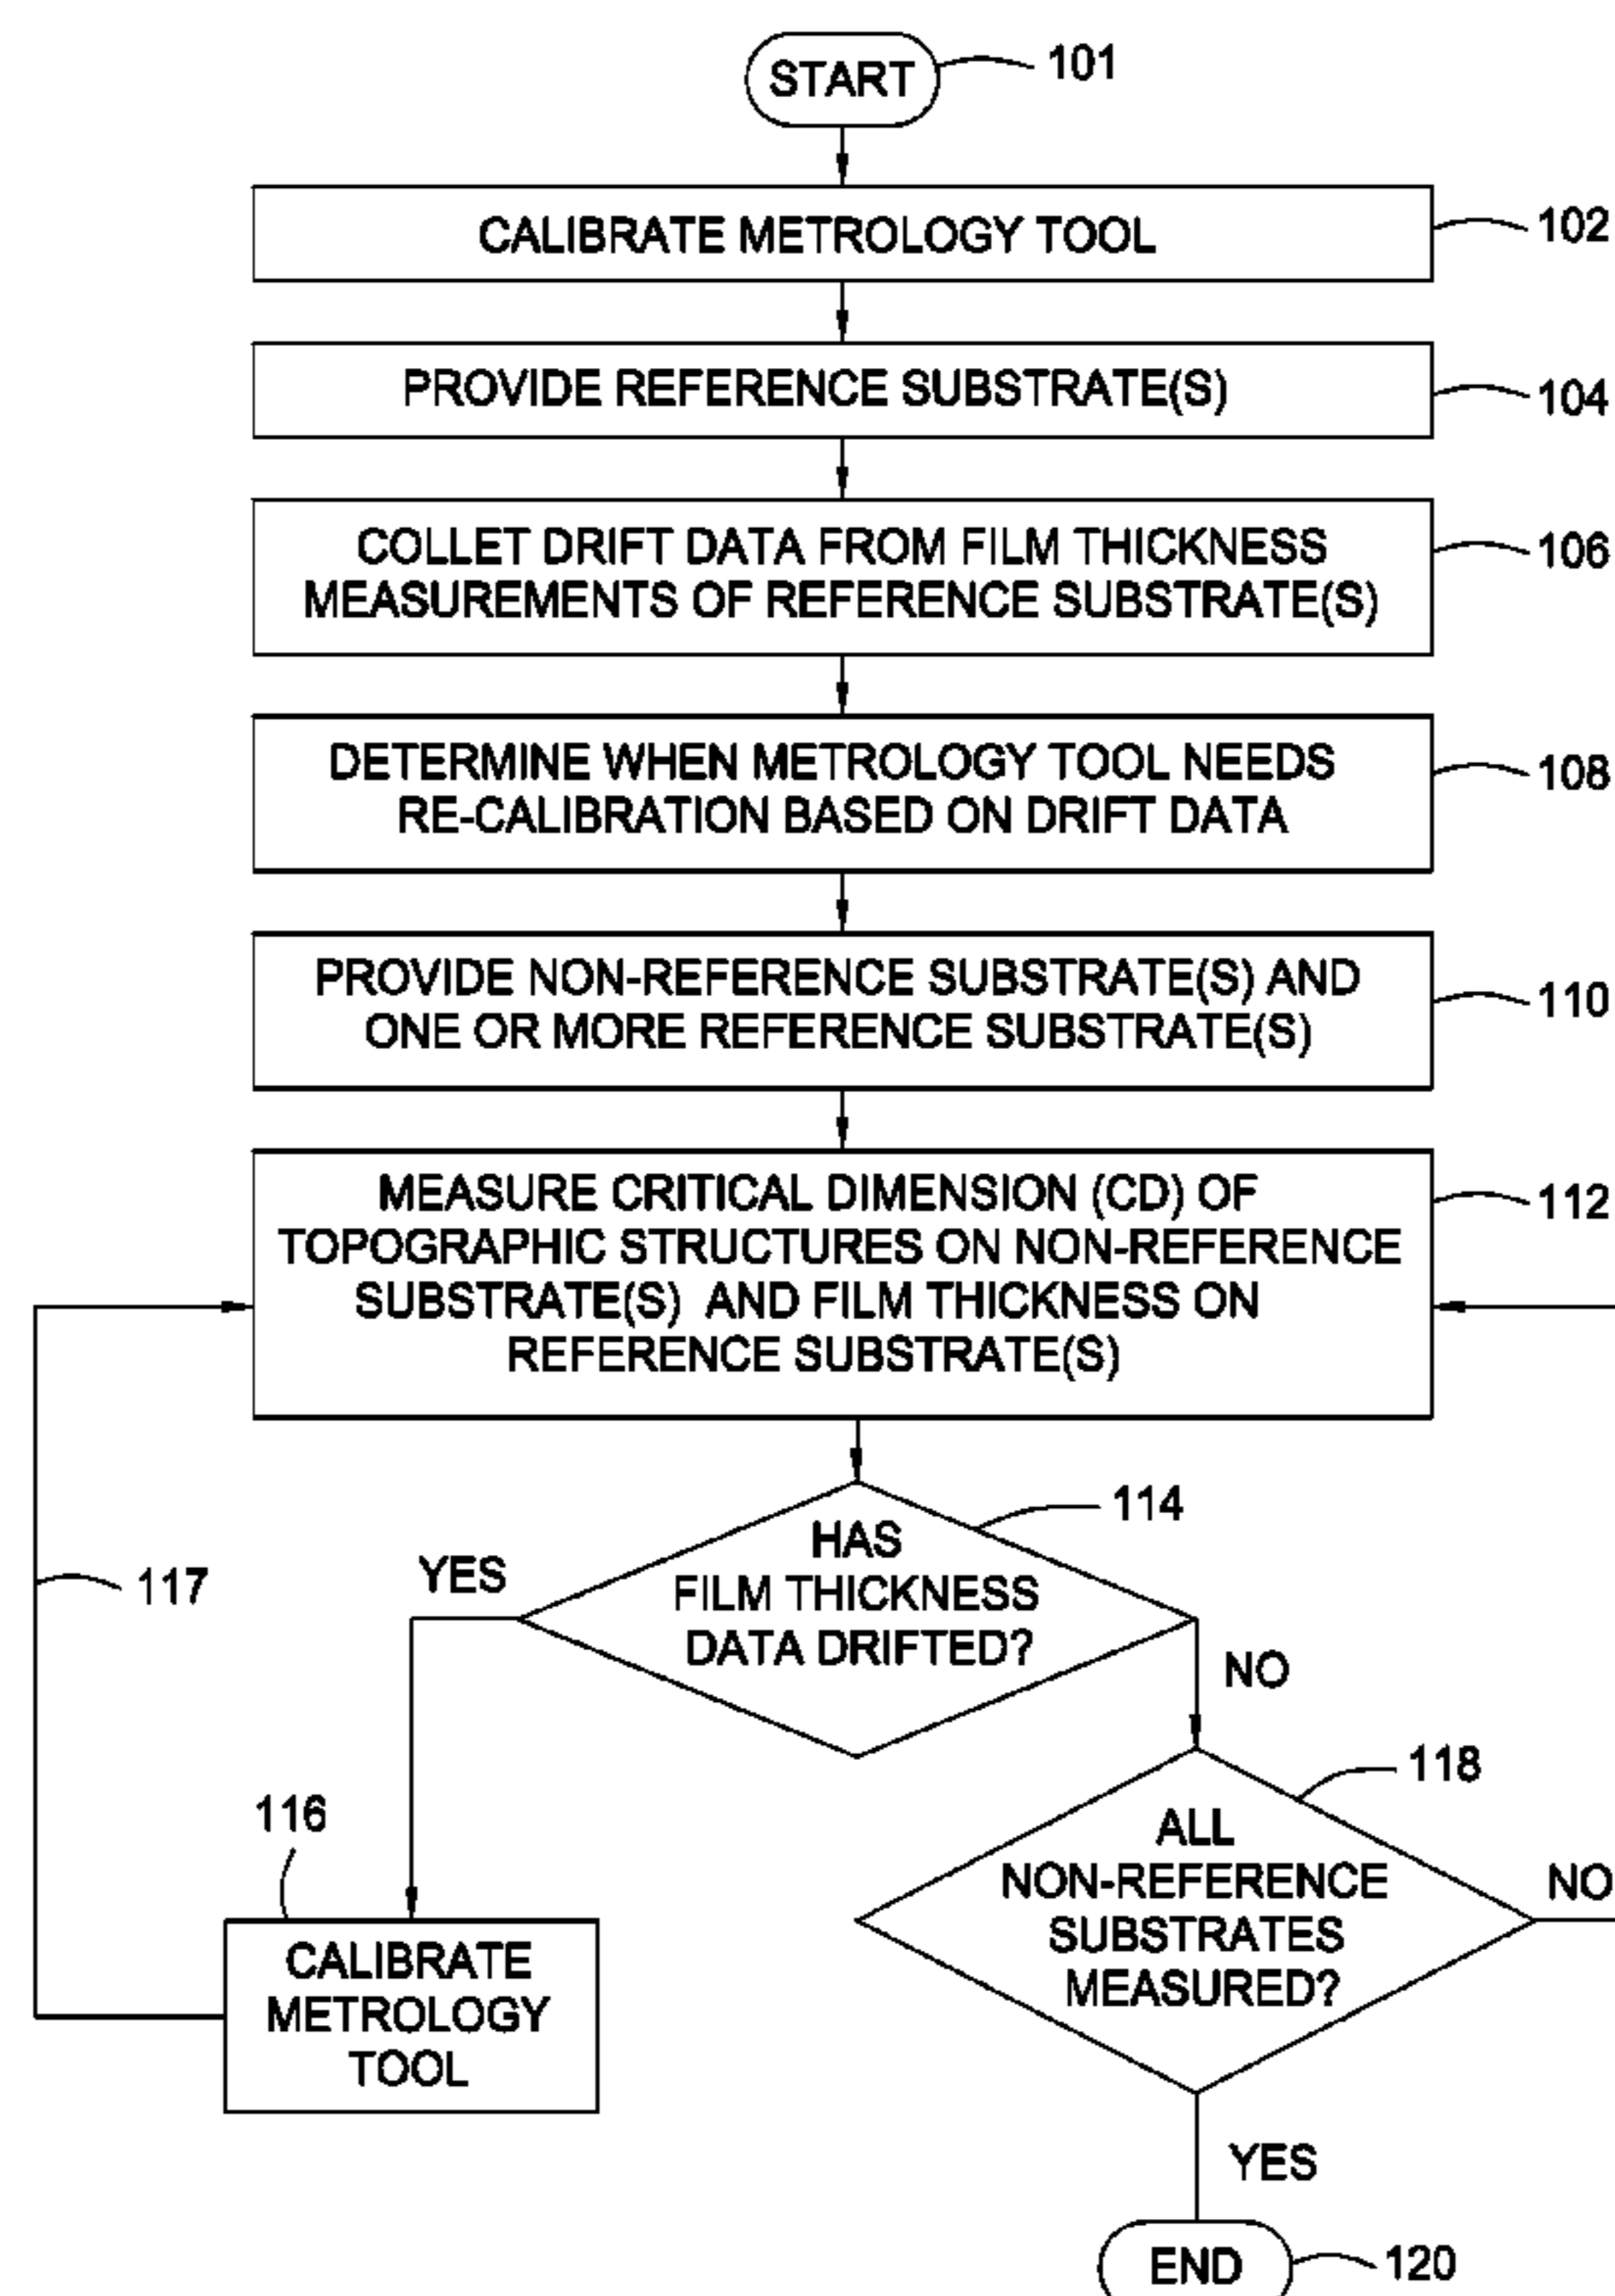 START
101
CALIBRATE METROLOGY TOOL
102
PROVIDE REFERENCE SUBSTRATE(S)
104
COLLET DRIFT DATA FROM FILM THICKNESS
MEASUREMENTS OF REFERENCE SUBSTRATE(S)
106
DETERMINE WHEN METROLOGY TOOL NEEDS
RE-CALIBRATION BASED ON DRIFT DATA
108
PROVIDE NON-REFERENCE SUBSTRATE(S) AND
ONE OR MORE REFERENCE SUBSTRATE(S)
110
MEASURE CRITICAL DIMENSION (CD) OF
TOPOGRAPHIC STRUCTURES ON NON-REFERENCE
SUBSTRATE(S) AND FILM THICKNESS ON
REFERENCE SUBSTRATE(S)
112
HAS
FILM THICKNESS
DATA DRIFTED?
114
YES
NO
117
116
CALIBRATE
METROLOGY
TOOL
ALL
NON-REFERENCE
SUBSTRATES
MEASURED?
118
NO
YES
END
120